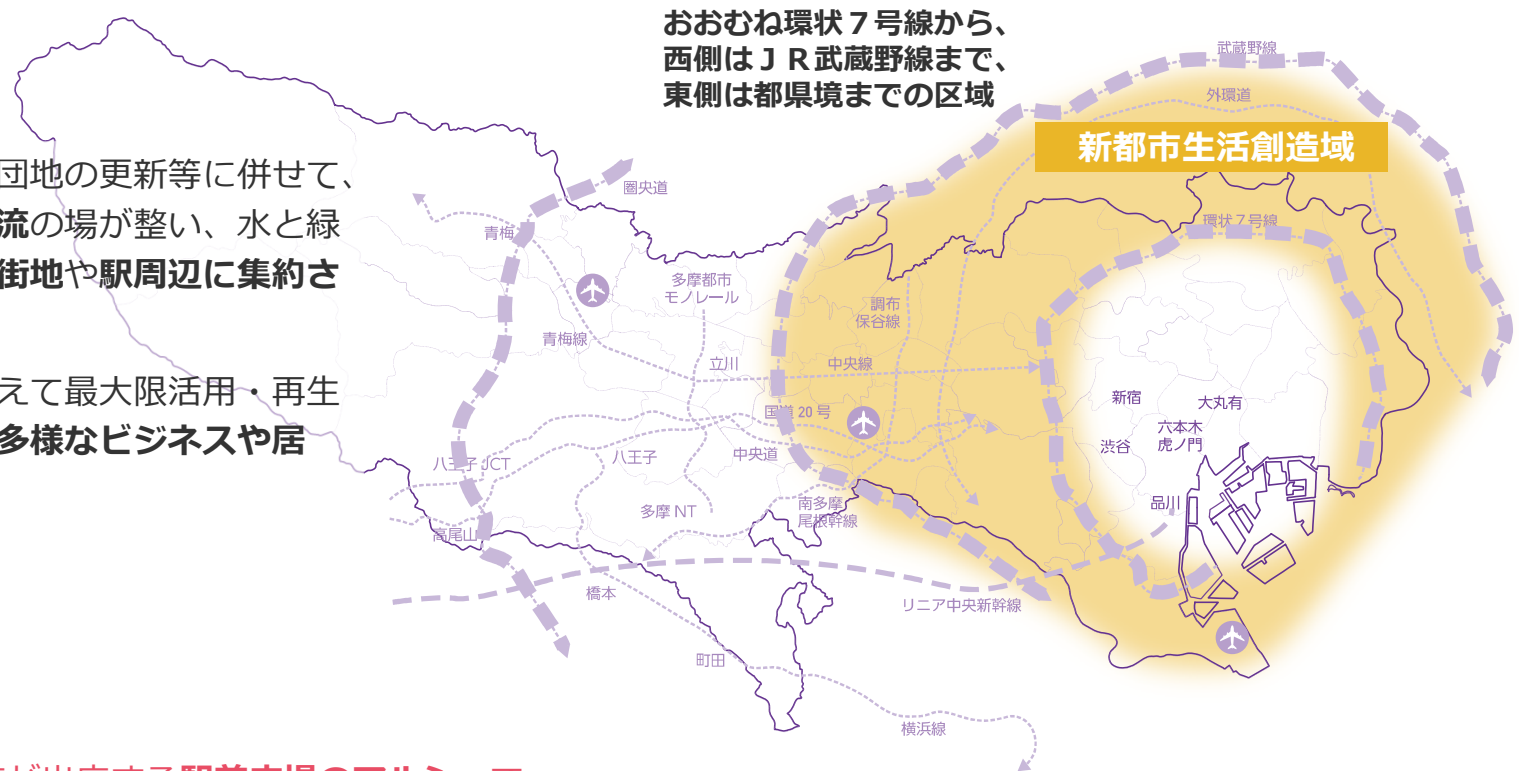 おおむね環状７号線から、
西側はＪＲ武蔵野線まで、
東側は都県境までの区域
団地の更新等に併せて、
流の場が整い、水と緑
街地や駅周辺に集約さ
えて最大限活用・再生
多様なビジネスや居
武蔵野線
外環道
新都市生活創造域
環状７号線
圏央道
青梅
多摩都市
モノレール
調布
保谷線
青梅線
立川
中央線
国道 20 号
新宿
大丸有
六本木
虎ノ門
渋谷
八王子 JCT
八王子
中央道
多摩 NT
南多摩
尾根幹線
品川
高尾山
橋本
リニア中央新幹線
町田
横浜線